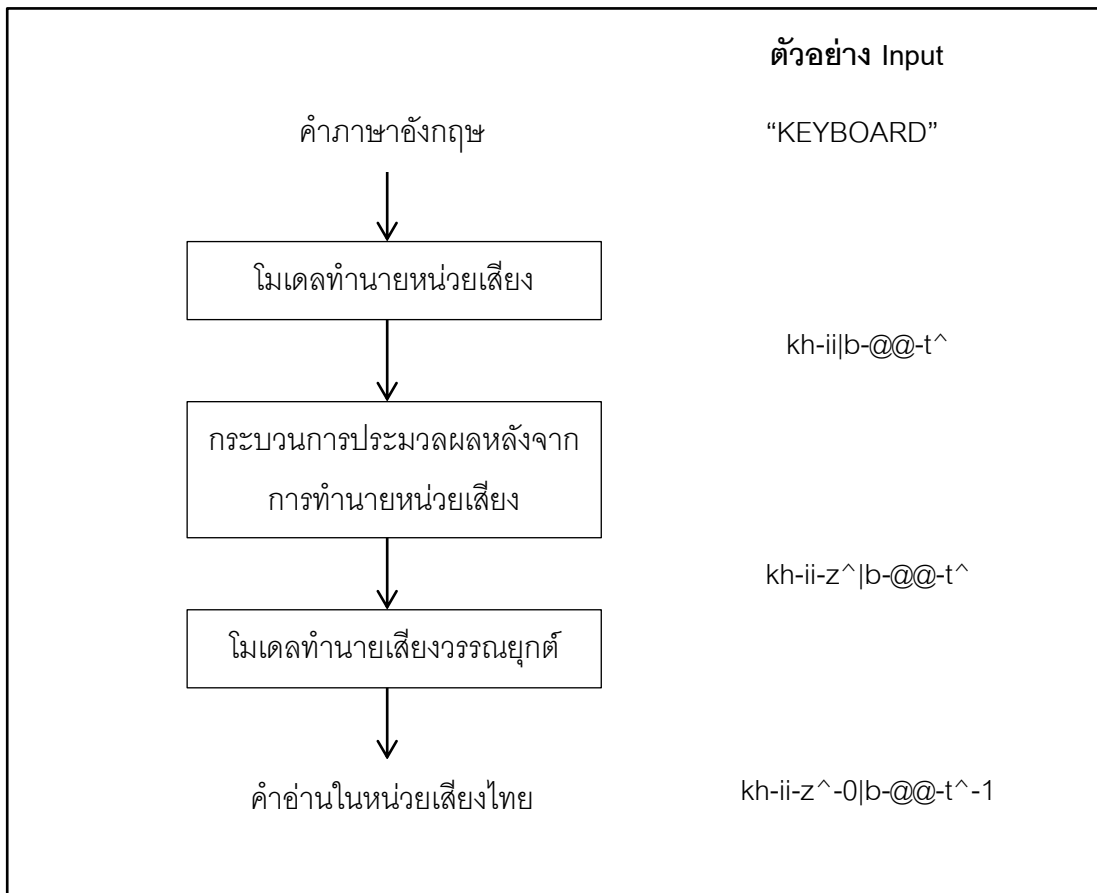 ตัวอย่าง Input
คำภาษาอังกฤษ
“KEYBOARD”
โมเดลทำนายหน่วยเสียง
kh-ii|b-@@-t^
กระบวนการประมวลผลหลังจาก
การทำนายหน่วยเสียง
kh-ii-z^|b-@@-t^
โมเดลทำนายเสียงวรรณยุกต์
คำอ่านในหน่วยเสียงไทย
kh-ii-z^-0|b-@@-t^-1